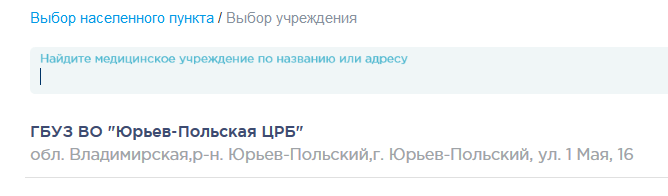 Выбор населенного пункта / Выбор учреждения
Найдите медицинское учреждение по названию или адресу
ГБУЗ ВО "Юрьев-Польская ЦРБ"
обл. Владимирская,р-н. Юрьев-Польский,г. Юрьев-Польский, ул. 1 Мая, 16